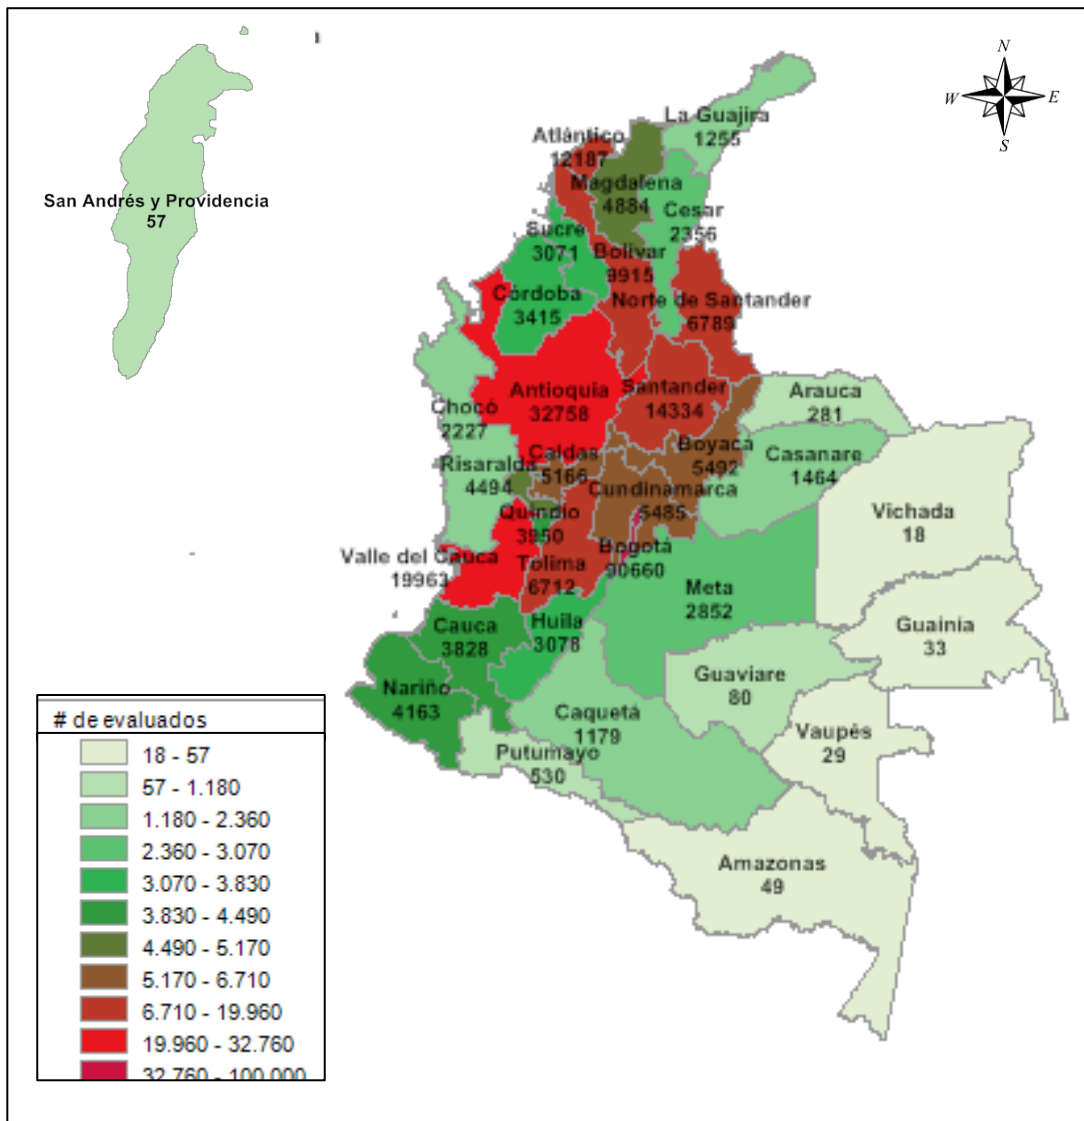 N
W
E
S
La Guajira
1255
Atlántico
12187
Magdalena
4884
Cesar
2356
San Andrés y Providencia
57
Sucre
3071
Bolívar
9915
Córdoba
3415
Norte de Santander
6789
Antioquia
32758
Santander
14334
Arauca
281
Chocó
2227
Boyacá
5492
Casanare
1464
Caldas
5166
Risaralda
4494
Cundinamarca
5485
Vichada
18
Quindío
3950
Bogotá
90660
Valle del Cauca
19963
Tolima
6712
Meta
2852
Huila
3078
Cauca
3828
Guainía
33
Guaviare
80
Nariño
4163
Caquetá
1179
Vaupés
29
Putumayo
530
Amazonas
49
# de evaluados
18 - 57
57 - 1.180
1.180 - 2.360
2.360 - 3.070
3.070 - 3.830
3.830 - 4.490
4.490 - 5.170
5.170 - 6.710
6.710 - 19.960
19.960 - 32.760
32.760 - 100.000